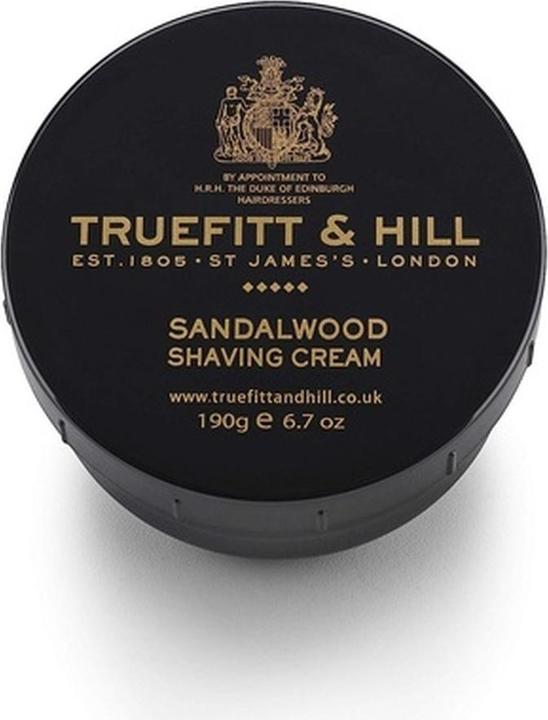 BY APPOINTMENT TO
H.R.H. THE DUKE OF EDINBURGH
HAIRDRESSERS
TRUEFITT & HILL
EST.1805 · ST JAMES'S · LONDON
SANDALWOOD
SHAVING CREAM
www.truefittandhill.co.uk
190g e 6.7 oz